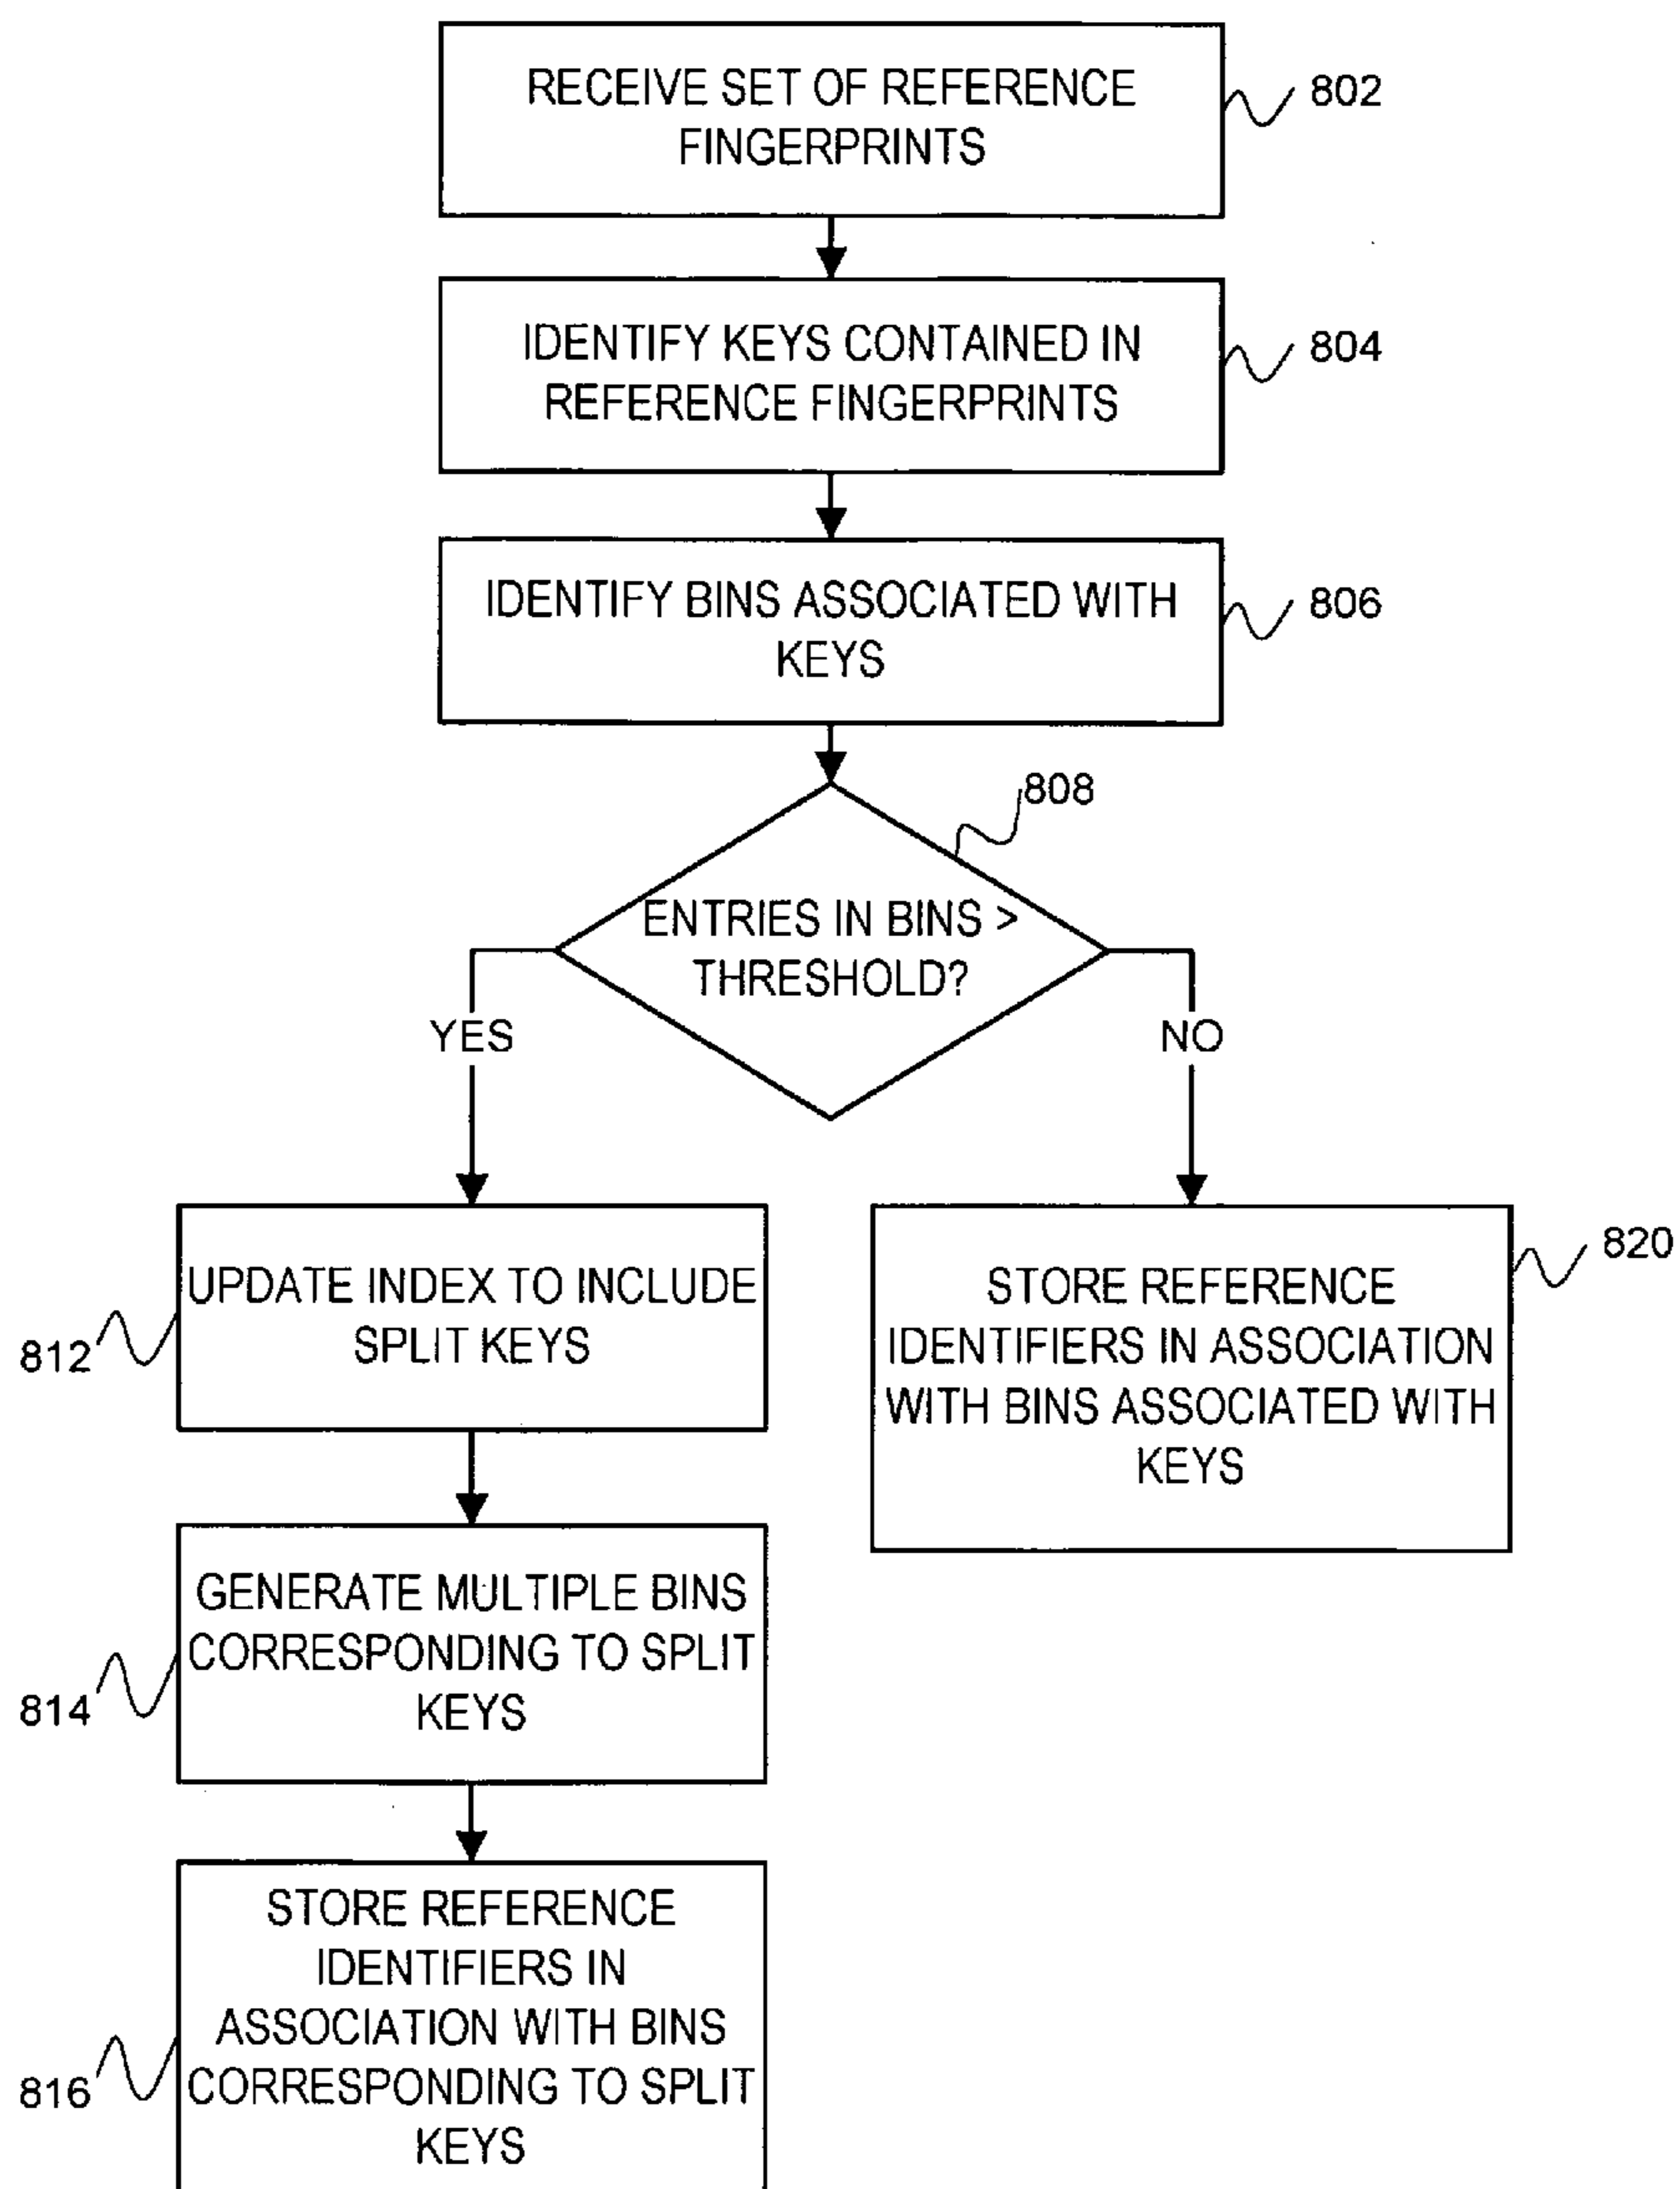 RECEIVE SET OF REFERENCE
FINGERPRINTS
802
IDENTIFY KEYS CONTAINED IN
REFERENCE FINGERPRINTS
804
IDENTIFY BINS ASSOCIATED WITH
KEYS
806
808
ENTRIES IN BINS >
THRESHOLD?
YES
NO
UPDATE INDEX TO INCLUDE
SPLIT KEYS
812
STORE REFERENCE
IDENTIFIERS IN ASSOCIATION
WITH BINS ASSOCIATED WITH
KEYS
820
GENERATE MULTIPLE BINS
CORRESPONDING TO SPLIT
KEYS
814
STORE REFERENCE
IDENTIFIERS IN
ASSOCIATION WITH BINS
CORRESPONDING TO SPLIT
KEYS
816